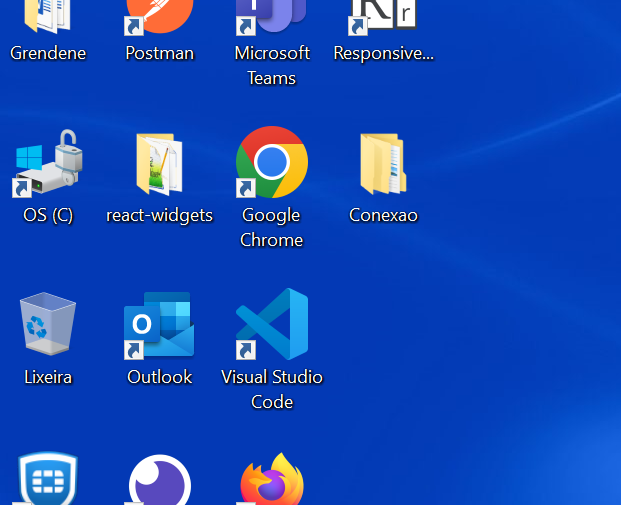 Grendene
Postman
Microsoft
Teams
Responsive...
R
r
OS (C)
react-widgets
Google
Chrome
Conexao
Lixeira
O
Outlook
Visual Studio
Code